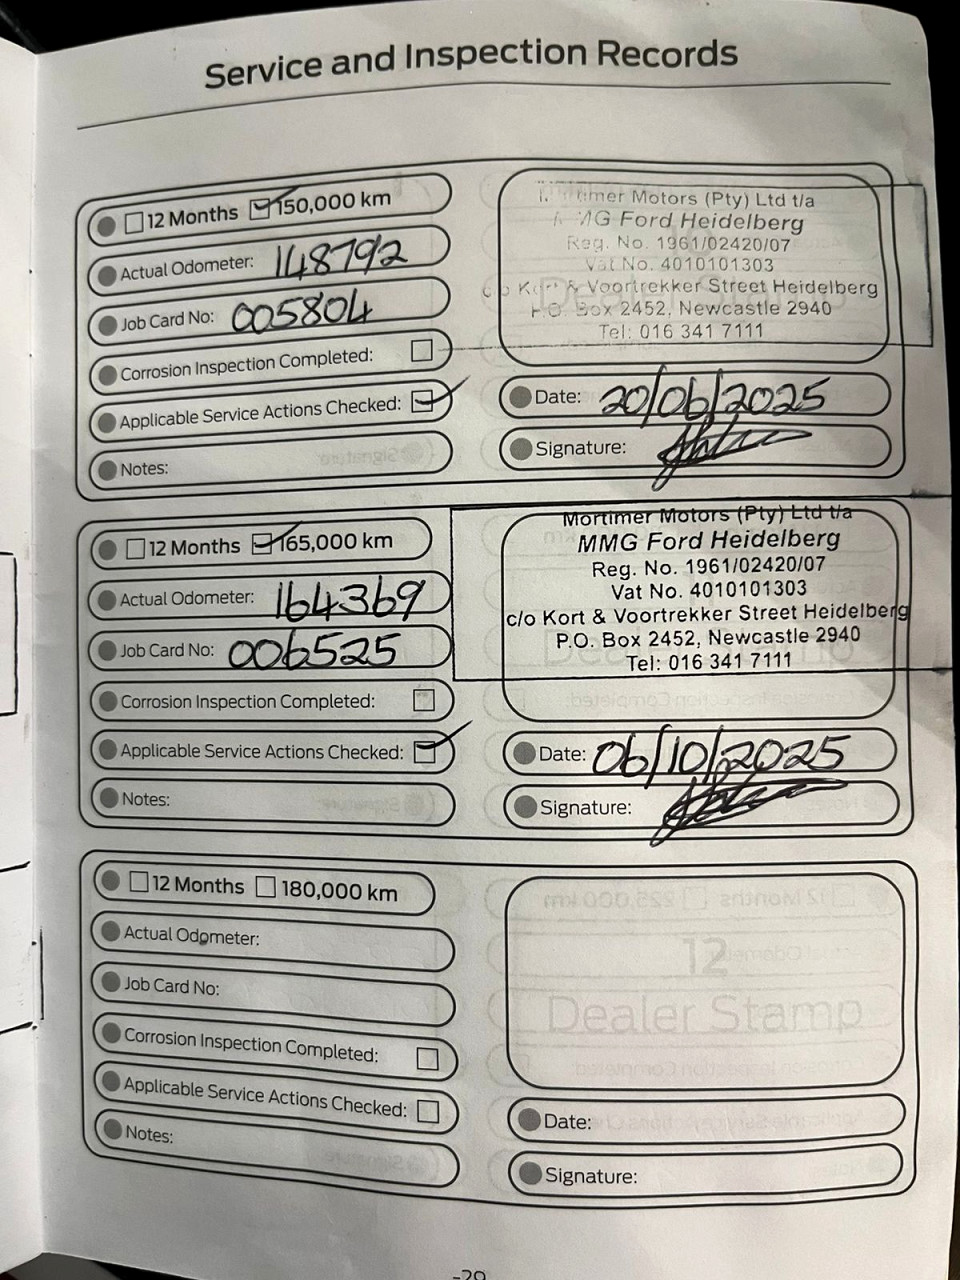 Service and Inspection Records
12 Months 150,000 km
Actual Odometer: 148792
Job Card No: 005804
Corrosion Inspection Completed:
Applicable Service Actions Checked:
Notes:
timer Motors (Pty) Ltd t/a
MG Ford Heidelberg
Reg. No. 1961/02420/07
Vat No. 4010101303
c/o Kort & Voortrekker Street Heidelberg
P.O. Box 2452, Newcastle 2940
Tel: 016 341 7111
Date: 20/06/2025
Signature:
12 Months 165,000 km
Actual Odometer: 164369
Job Card No: 006525
Corrosion Inspection Completed:
Applicable Service Actions Checked:
Notes:
Mortimer Motors (Pty) Ltd t/a
MMG Ford Heidelberg
Reg. No. 1961/02420/07
Vat No. 4010101303
c/o Kort & Voortrekker Street Heidelberg
P.O. Box 2452, Newcastle 2940
Tel: 016 341 7111
Date: 06/10/2025
Signature:
12 Months 180,000 km
Actual Odometer:
Job Card No:
Corrosion Inspection Completed:
Applicable Service Actions Checked:
Notes:
12
Dealer Stamp
Date:
Signature: